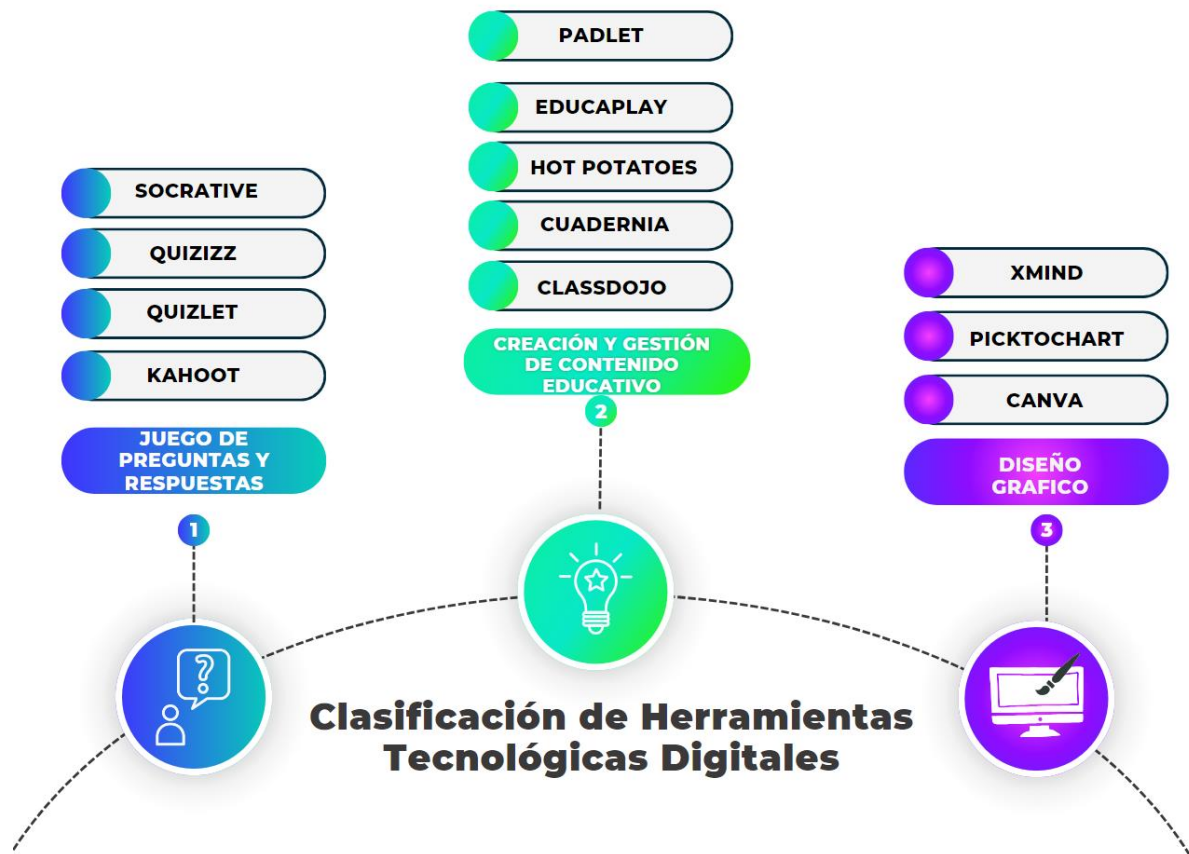 PADLET
EDUCAPLAY
HOT POTATOES
CUADERNIA
CLASSDOJO
CREACIÓN Y GESTIÓN
DE CONTENIDO
EDUCATIVO
2
SOCRATIVE
QUIZIZZ
QUIZLET
KAHOOT
JUEGO DE
PREGUNTAS Y
RESPUESTAS
1
XMIND
PICKTOCHART
CANVA
DISEÑO
GRAFICO
3
?
Clasificación de Herramientas
Tecnológicas Digitales